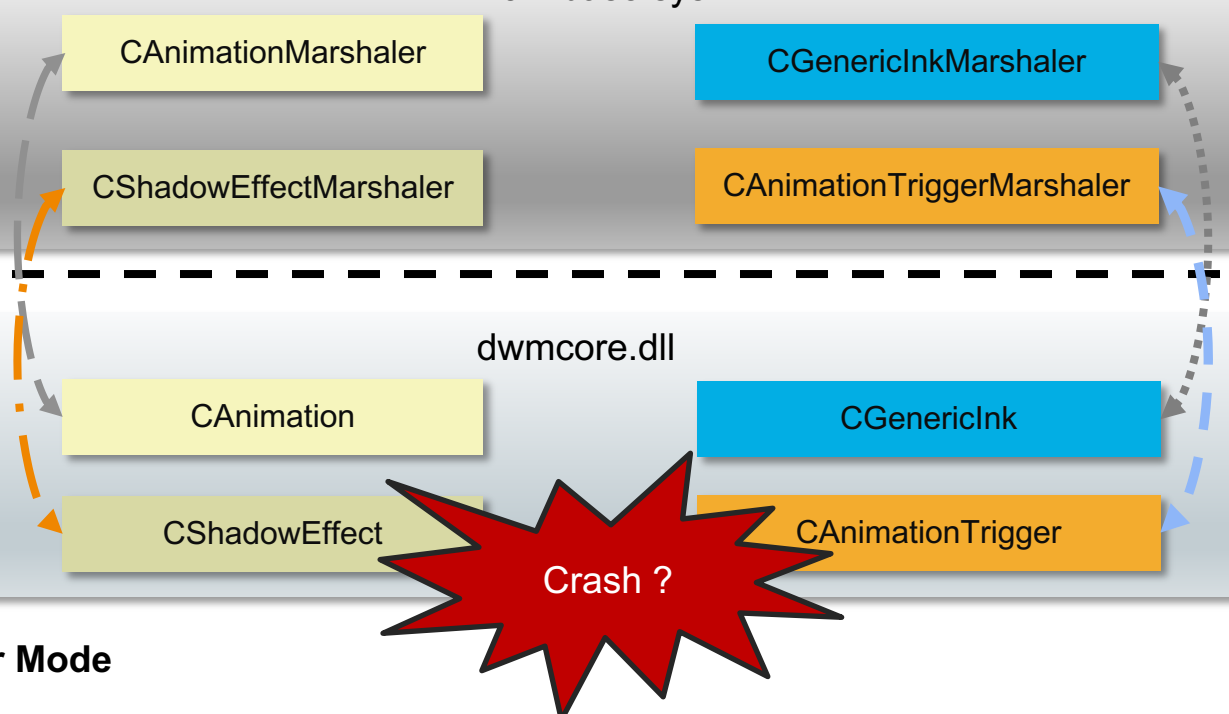 CAnimationMarshaler
CGenericInkMarshaler
CShadowEffectMarshaler
CAnimationTriggerMarshaler
dwmcore.dll
CAnimation
CGenericInk
CShadowEffect
CAnimationTrigger
Crash ?
Mode